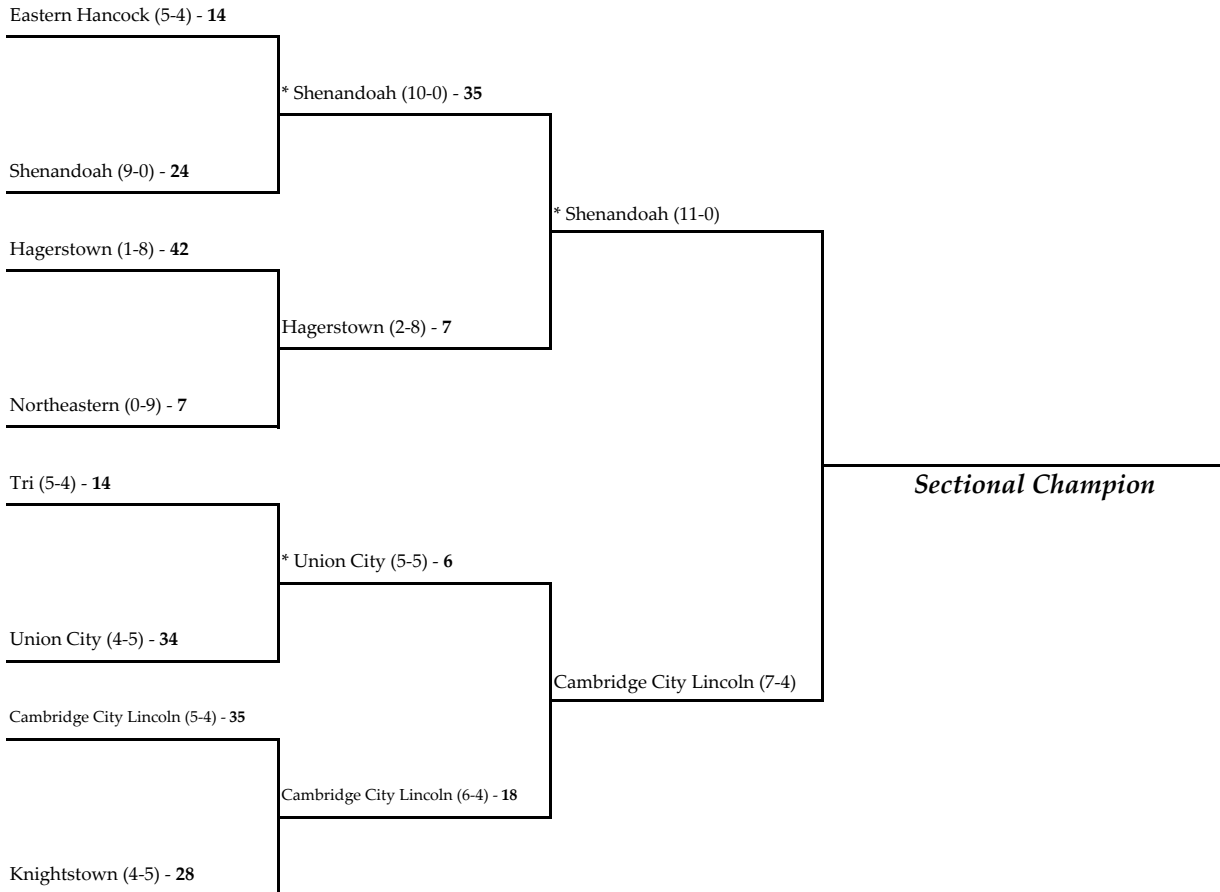 Eastern Hancock (5-4) - 14
* Shenandoah (10-0) - 35
Shenandoah (9-0) - 24
* Shenandoah (11-0)
Hagerstown (1-8) - 42
Hagerstown (2-8) - 7
Northeastern (0-9) - 7
Tri (5-4) - 14
Sectional Champion
* Union City (5-5) - 6
Union City (4-5) - 34
Cambridge City Lincoln (7-4)
Cambridge City Lincoln (5-4) - 35
Cambridge City Lincoln (6-4) - 18
Knightstown (4-5) - 28